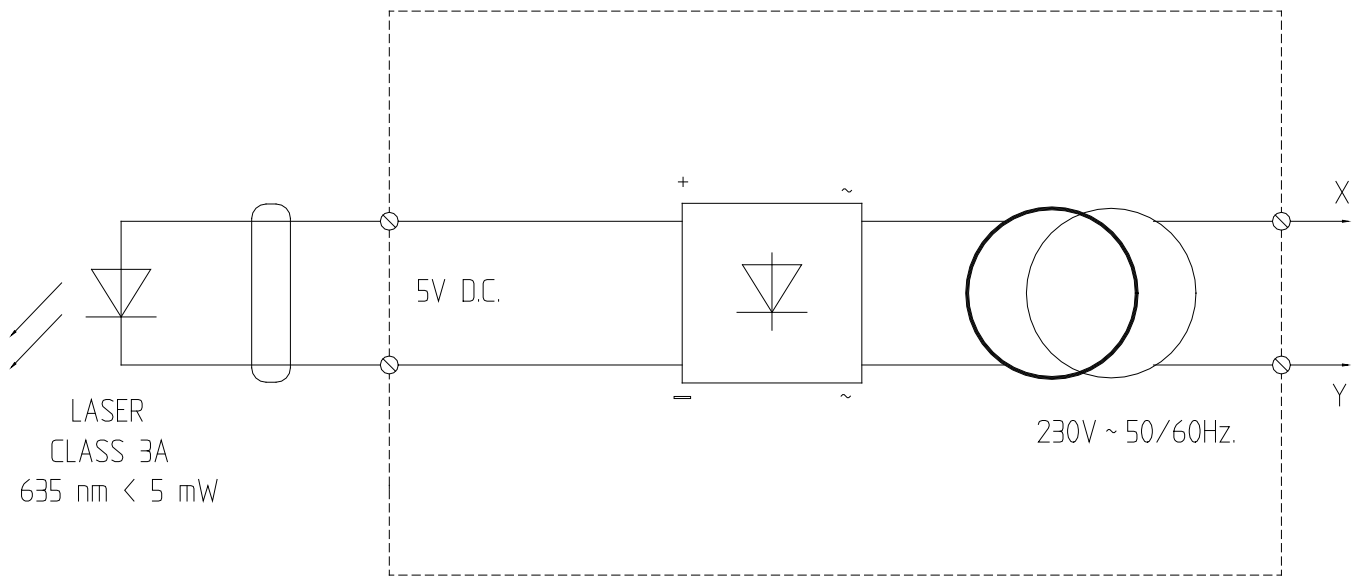 + ~ X
5V D.C.
− ~ Y
LASER
CLASS 3A
635 nm < 5 mW
230V ~ 50/60Hz.